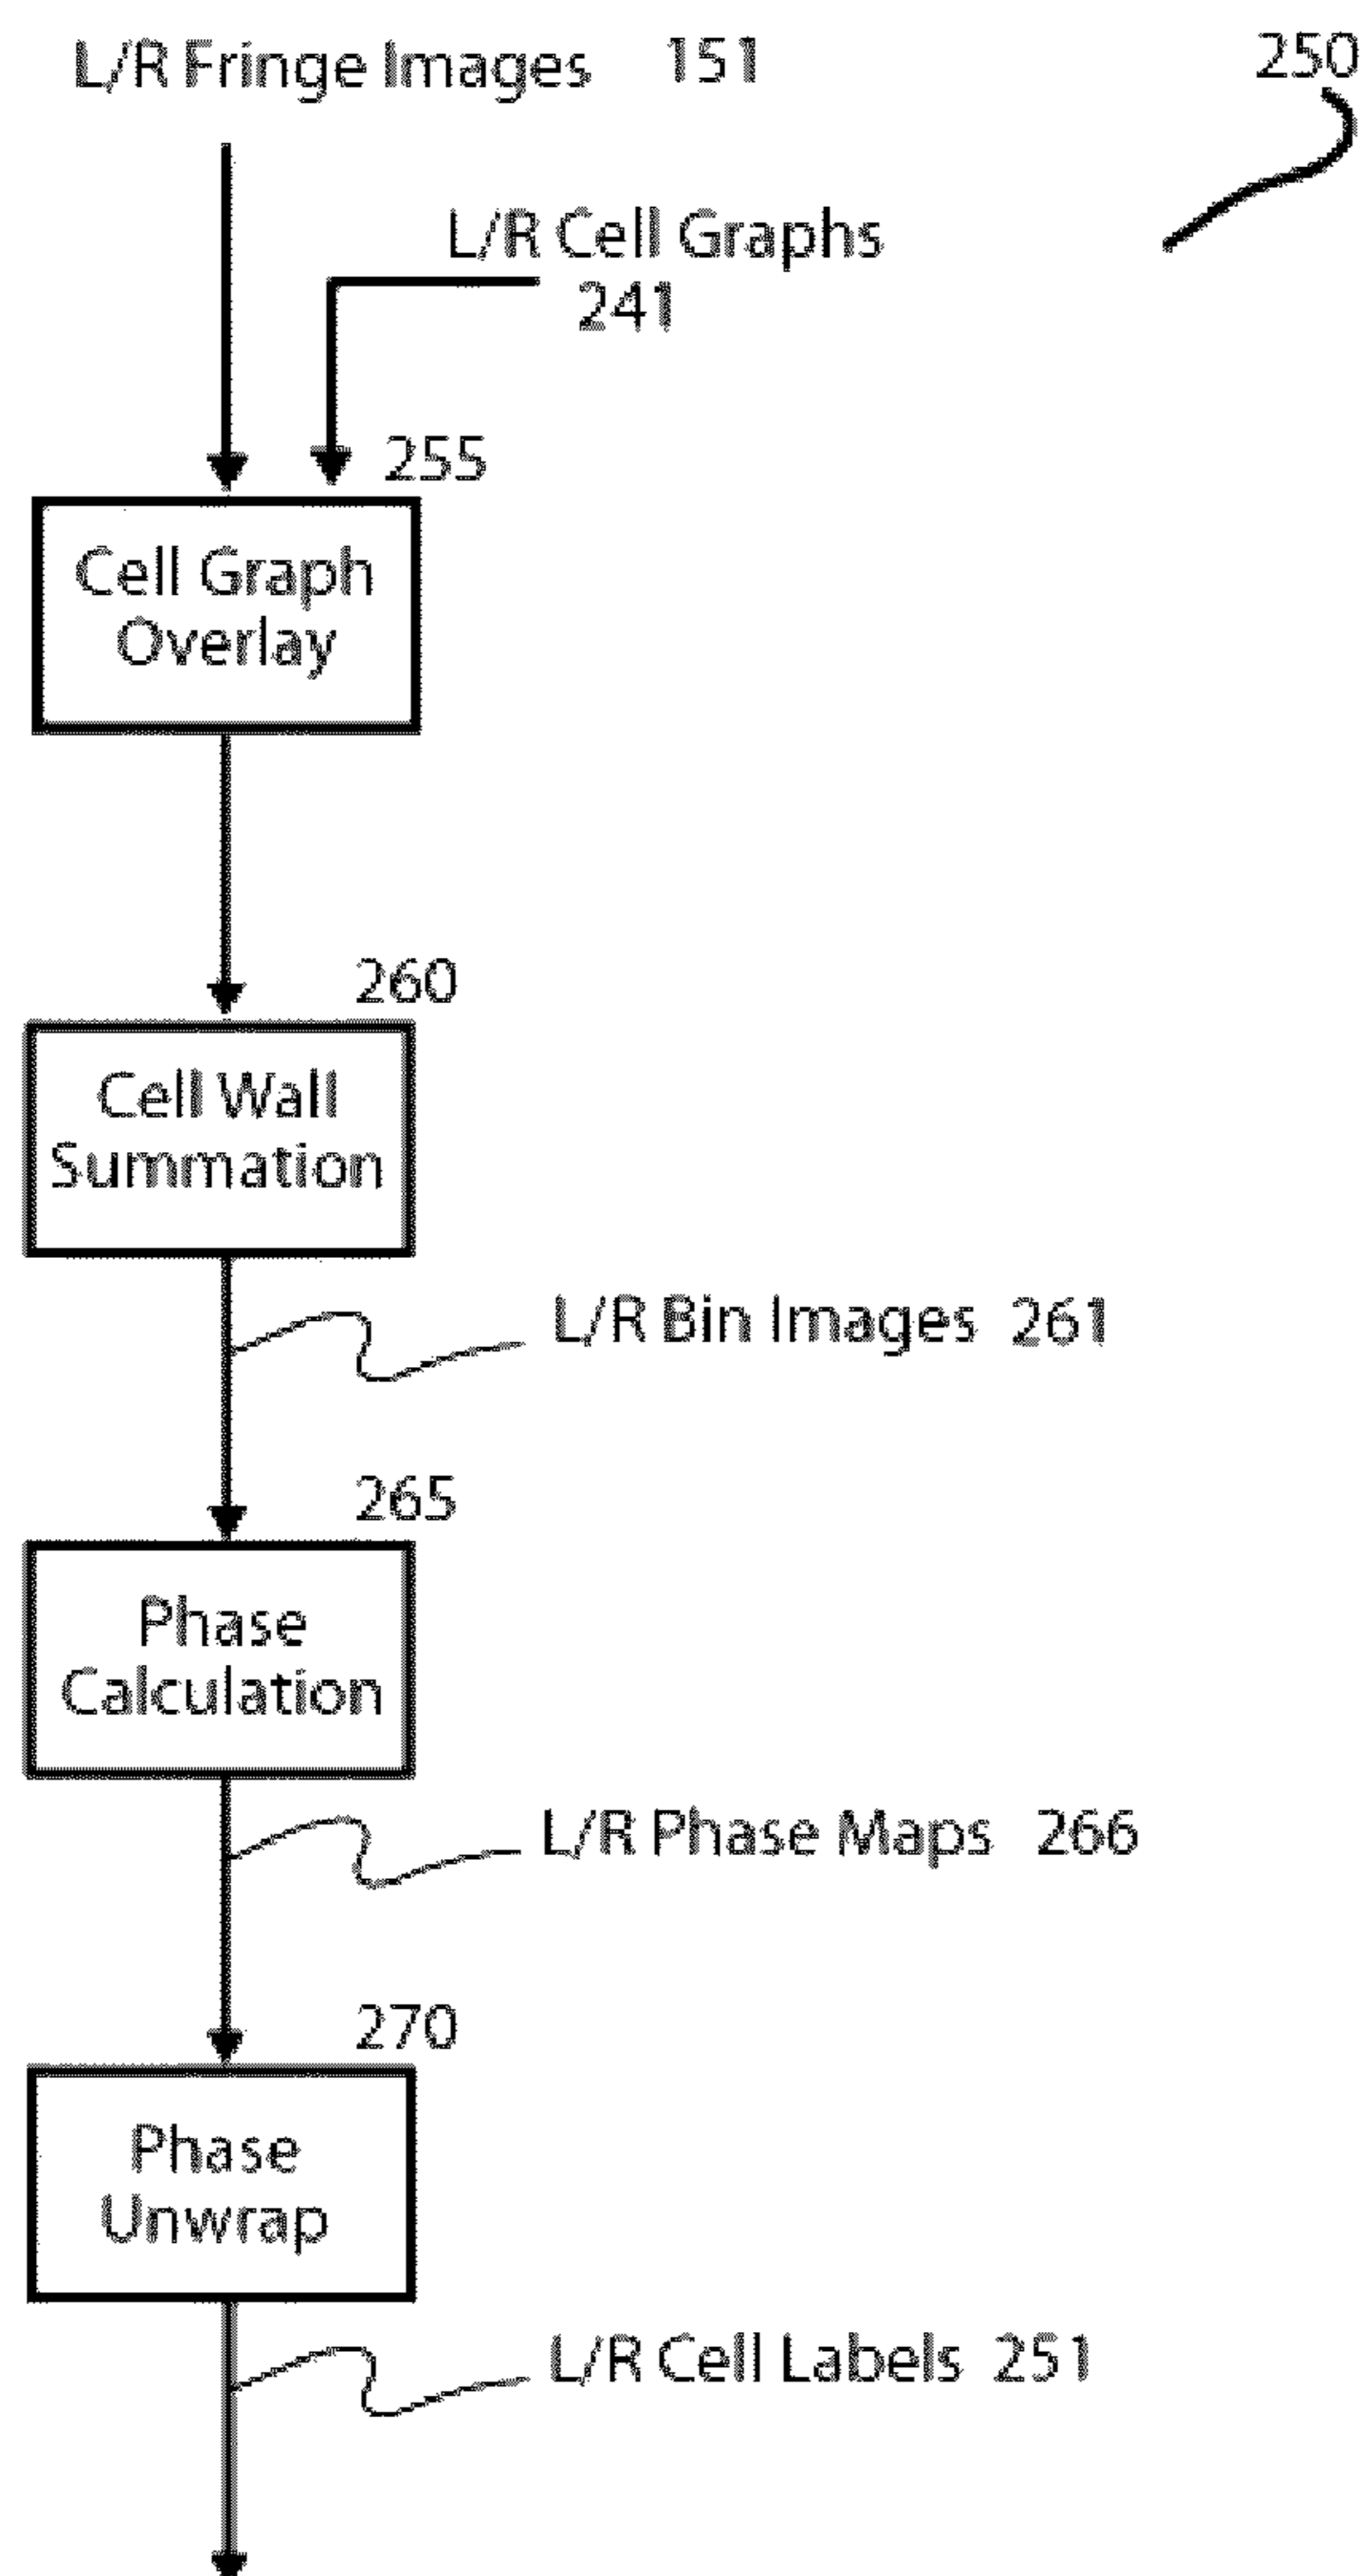 L/R Fringe Images 151
250
L/R Cell Graphs
241
255
Cell Graph
Overlay
260
Cell Wall
Summation
L/R Bin Images 261
265
Phase
Calculation
L/R Phase Maps 266
270
Phase
Unwrap
L/R Cell Labels 251